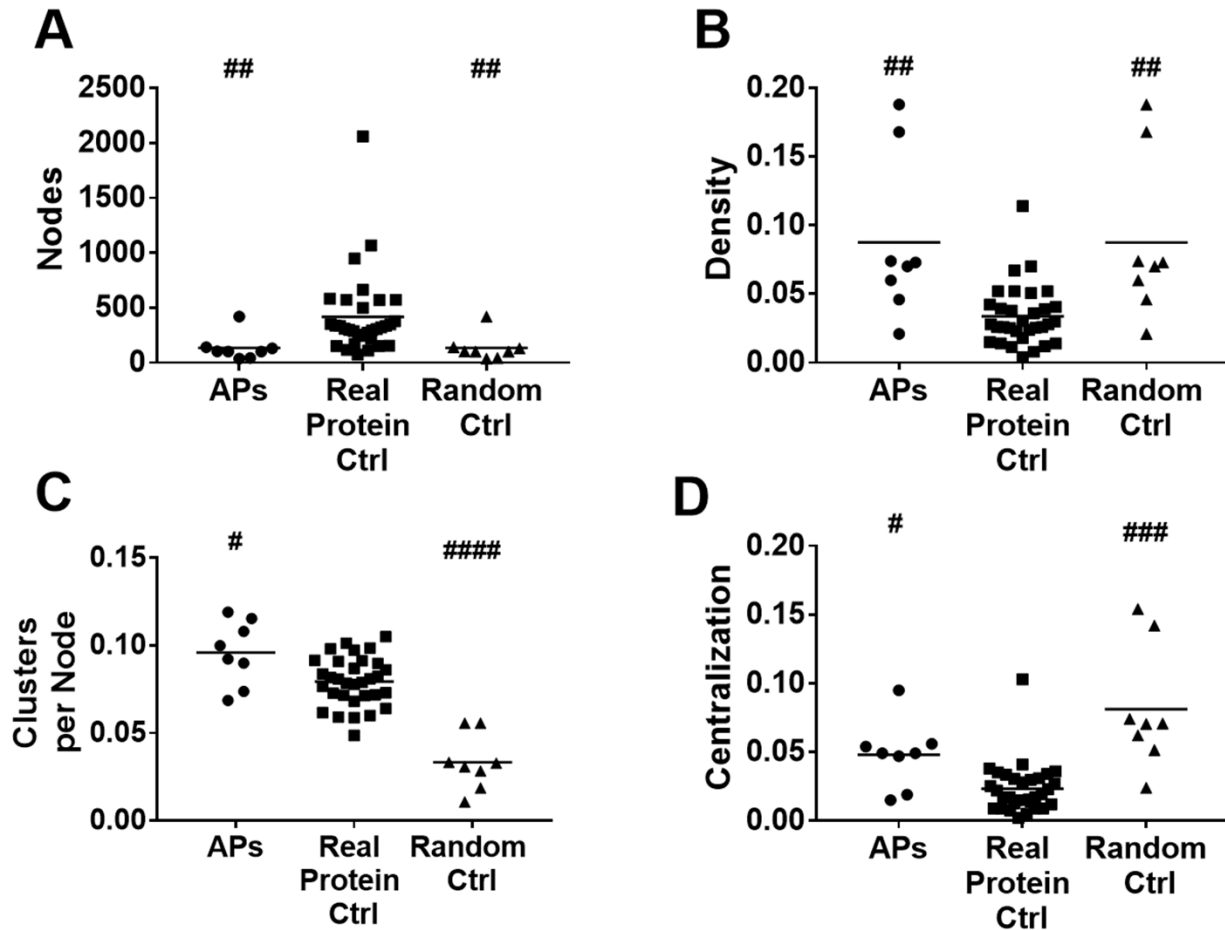 A
##
##
2500
2000
1500
1000
500
0
Nodes
APs
Real
Protein
Ctrl
Random
Ctrl
B
##
##
0.20
0.15
0.10
0.05
0.00
Density
APs
Real
Protein
Ctrl
Random
Ctrl
C
#
####
0.15
0.10
0.05
0.00
Clusters
per Node
APs
Real
Protein
Ctrl
Random
Ctrl
D
#
###
0.20
0.15
0.10
0.05
0.00
Centralization
APs
Real
Protein
Ctrl
Random
Ctrl